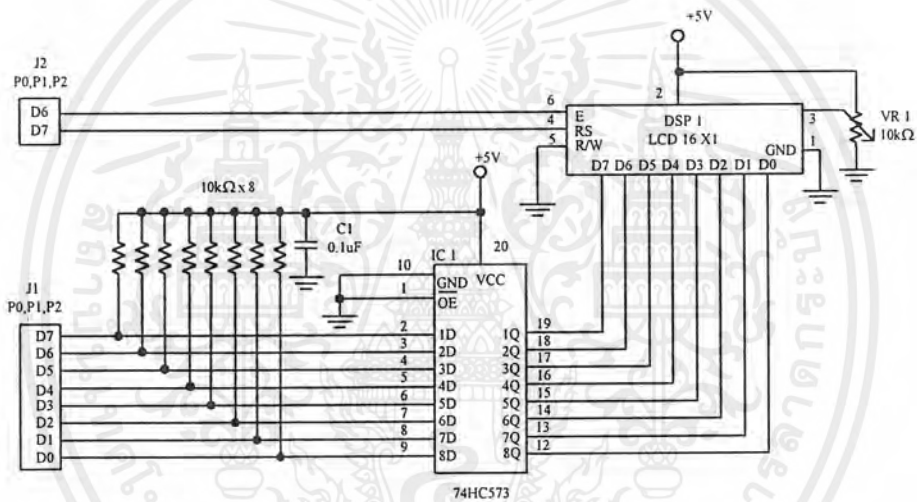 +5V
J2
P0,P1,P2
D6
D7
6
4
5
E
RS
R/W
2
DSP 1
LCD 16 X1
GND
3
1
VR 1
10kΩ
D7 D6 D5 D4 D3 D2 D1 D0
+5V
10kΩ x 8
C1
0.1uF
20
IC 1
VCC
10
GND
1
OE
J1
P0,P1,P2
D7
D6
D5
D4
D3
D2
D1
D0
2
3
4
5
6
7
8
9
1D
2D
3D
4D
5D
6D
7D
8D
1Q
2Q
3Q
4Q
5Q
6Q
7Q
8Q
19
18
17
16
15
14
13
12
74HC573